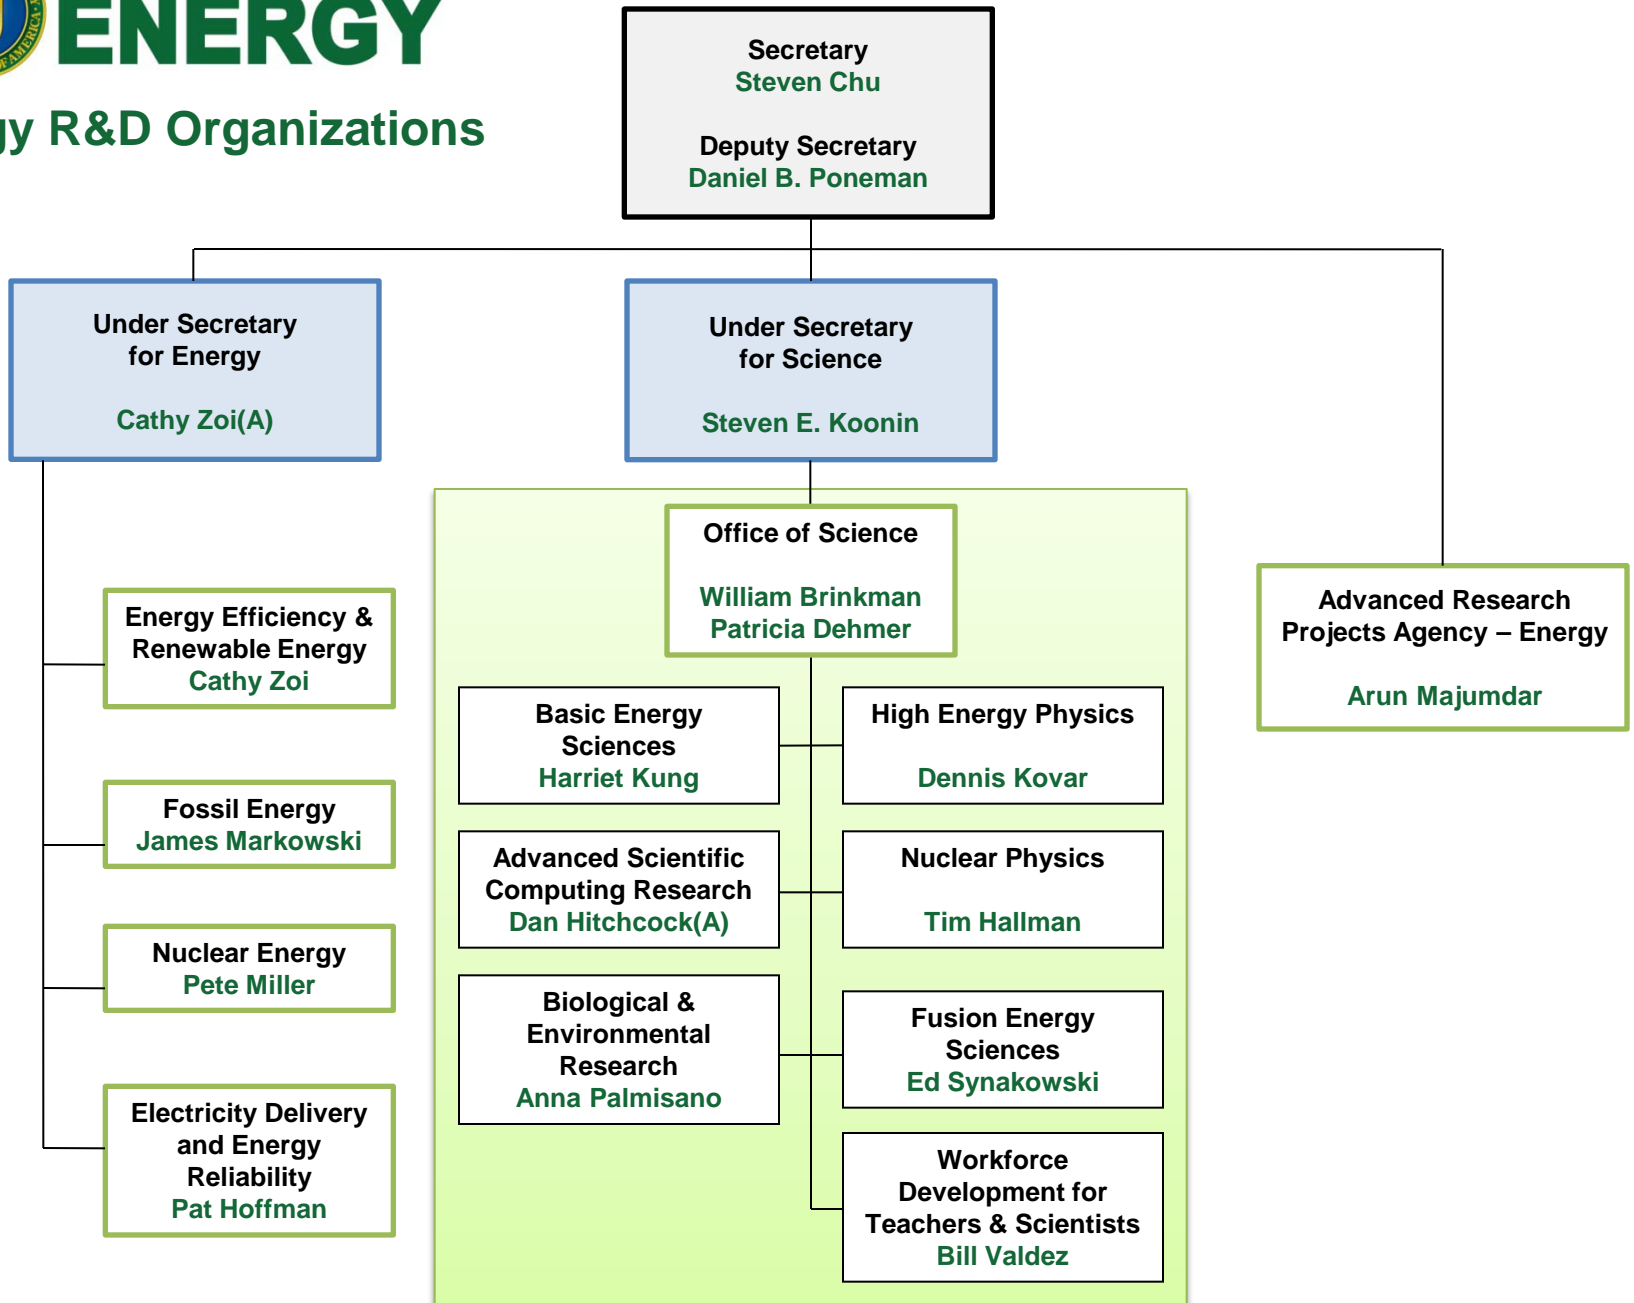 ENERGY
R&D Organizations
Secretary
Steven Chu
Deputy Secretary
Daniel B. Poneman
Under Secretary
for Energy
Cathy Zoi(A)
Under Secretary
for Science
Steven E. Koonin
Energy Efficiency &
Renewable Energy
Cathy Zoi
Fossil Energy
James Markowski
Nuclear Energy
Pete Miller
Electricity Delivery
and Energy
Reliability
Pat Hoffman
Office of Science
William Brinkman
Patricia Dehmer
Basic Energy
Sciences
Harriet Kung
High Energy Physics
Dennis Kovar
Advanced Scientific
Computing Research
Dan Hitchcock(A)
Nuclear Physics
Tim Hallman
Biological &
Environmental
Research
Anna Palmisano
Fusion Energy
Sciences
Ed Synakowski
Workforce
Development for
Teachers & Scientists
Bill Valdez
Advanced Research
Projects Agency – Energy
Arun Majumdar